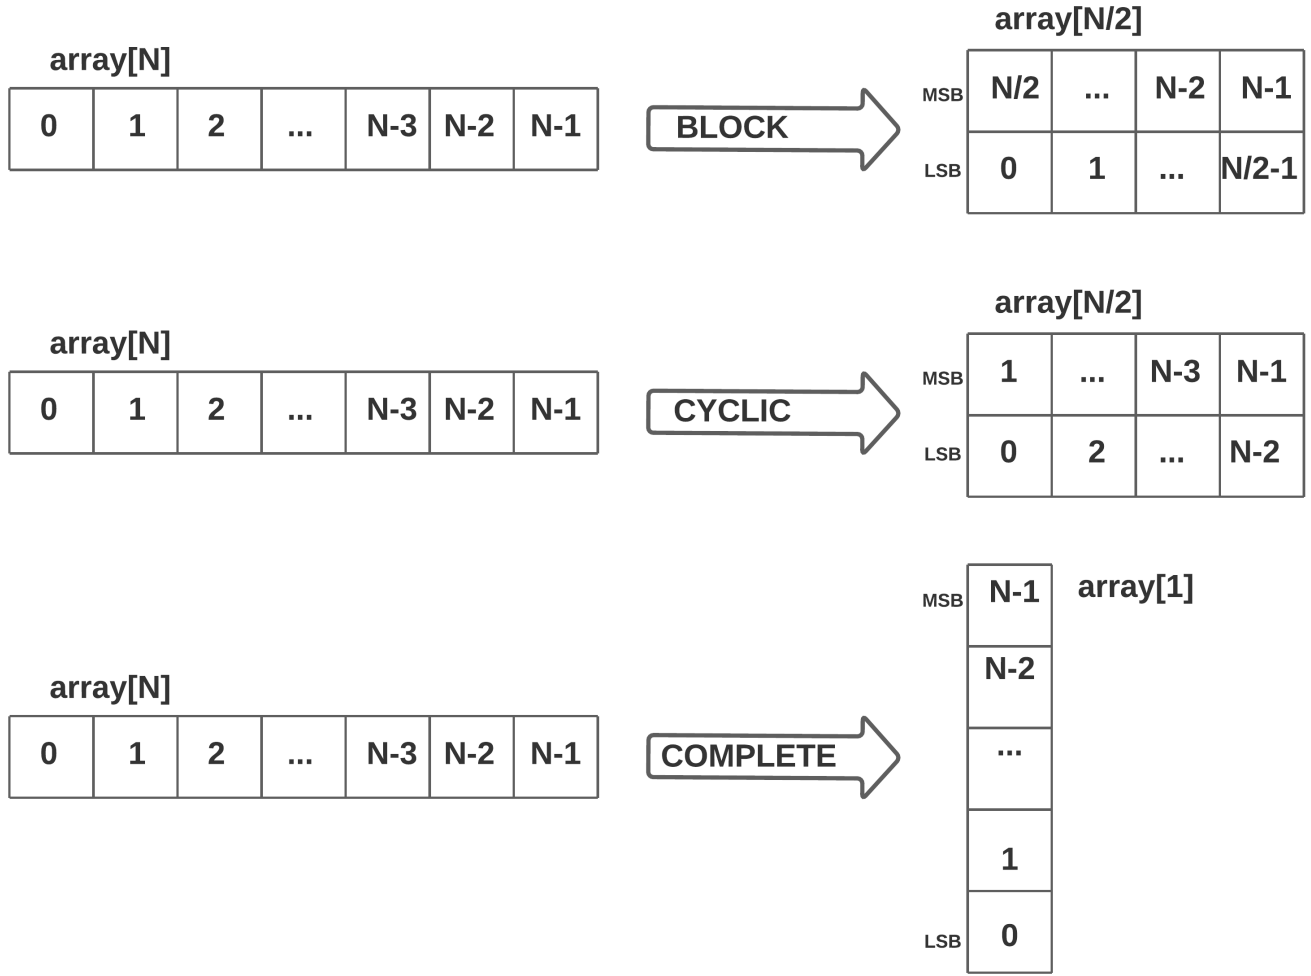 array[N/2]
array[N]
0 1 2 ... N-3 N-2 N-1
BLOCK
MSB N/2 ... N-2 N-1
LSB 0 1 ... N/2-1
array[N/2]
array[N]
0 1 2 ... N-3 N-2 N-1
CYCLIC
MSB 1 ... N-3 N-1
LSB 0 2 ... N-2
array[N]
0 1 2 ... N-3 N-2 N-1
COMPLETE
array[1]
MSB N-1
N-2
...
1
LSB 0